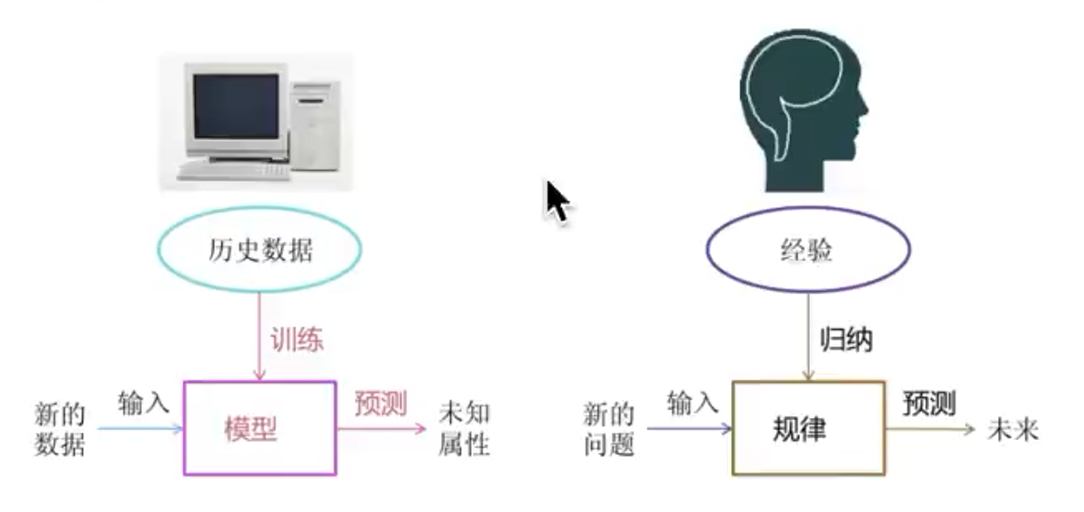 历史数据
训练
新的
数据
输入
模型
预测
未知
属性
经验
归纳
新的
问题
输入
规律
预测
未来